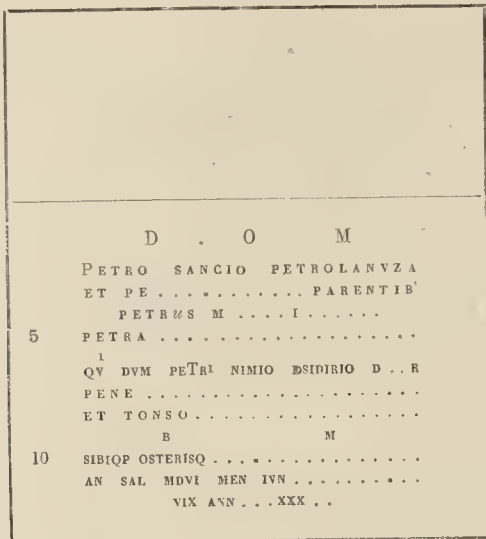 D . O M
PETRO SANCIO PETROLANVZA
ET PE . . . . . . . . . . . . PARENTIB'
PETRUS M . . . . I . . . . . .
5 PETRA . . . . . . . . . . . . . . . . . . . .
I
QV DVM PETRI NIMIO DSIDIRIO D . . R
PENE . . . . . . . . . . . . . . . . . . . . .
ET TONSO . . . . . . . . . . . . . . . . .
B M
10 SIBIQP OSTERISQ . . . . . . . . . . . . . . .
AN SAL MDVI MEN IVN . . . . . . . . . .
VIX ANN . . . XXX . .